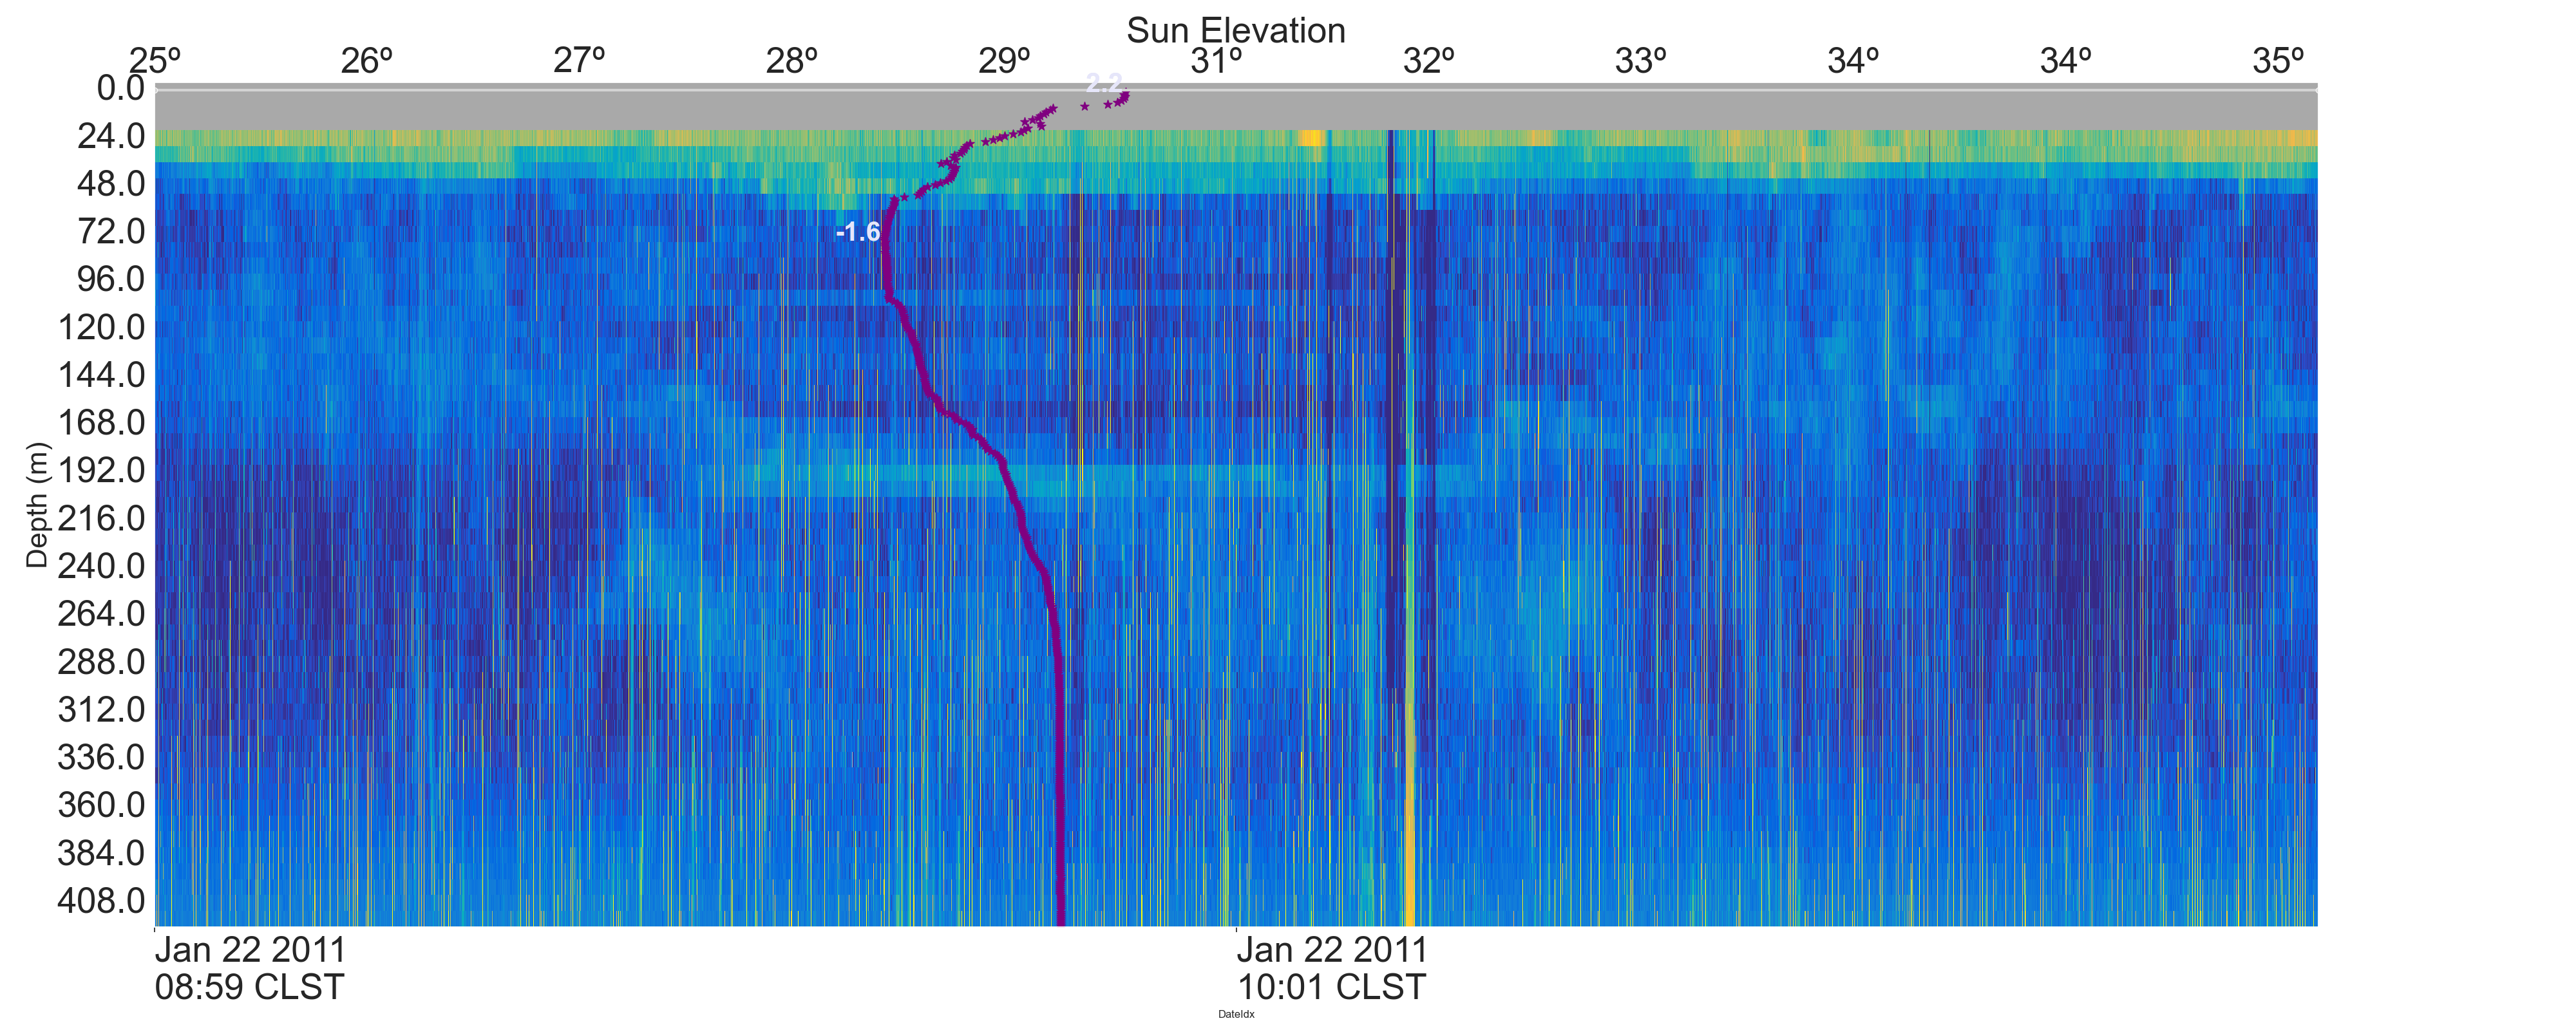 Sun Elevation
25º 26º 27º 28º 29º 31º 32º 33º 34º 34º 35º
2.2
0.0
24.0
48.0
-1.6
72.0
96.0
120.0
144.0
168.0
192.0
216.0
240.0
264.0
288.0
312.0
336.0
360.0
384.0
408.0
Depth (m)
Jan 22 2011
08:59 CLST
Jan 22 2011
10:01 CLST
DateIdx